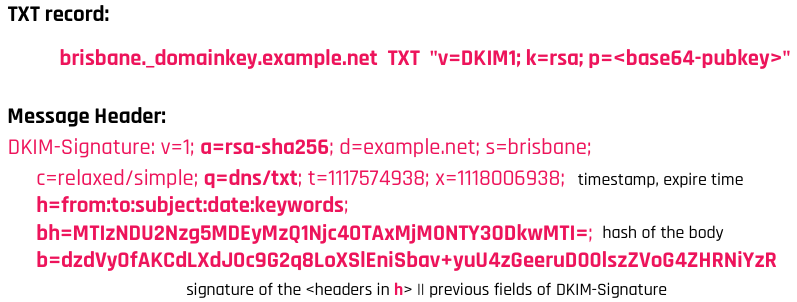 TXT record:
brisbane._domainkey.example.net TXT "v=DKIM1; k=rsa; p=<base64-pubkey>"
Message Header:
DKIM-Signature: v=1; a=rsa-sha256; d=example.net; s=brisbane;
c=relaxed/simple; q=dns/txt; t=1117574938; x=1118006938; timestamp, expire time
h=from:to:subject:date:keywords;
bh=MTIzNDU2Nzg5MDEyMzQ1Njc4OTAxMjM0NTY3ODkwMTI=; hash of the body
b=dzdVyOfAKCdLXdJOc9G2q8LoXSlEniSbav+yuU4zGeeruD00lszZVoG4ZHRNiYzR
signature of the <headers in h> || previous fields of DKIM-Signature